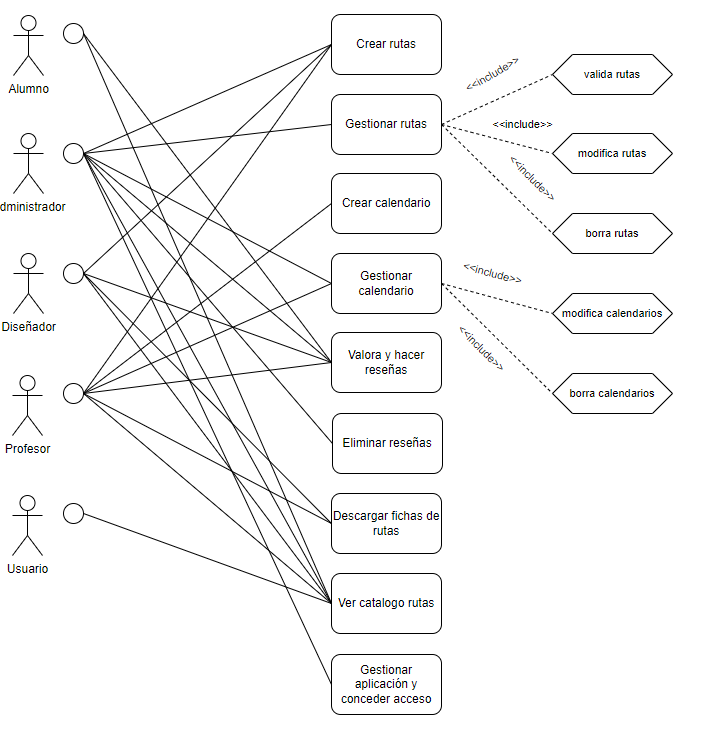 Alumno
dministrador
Diseñador
Profesor
Usuario
Crear rutas
Gestionar rutas
Crear calendario
Gestionar
calendario
Valora y hacer
reseñas
Eliminar reseñas
Descargar fichas de
rutas
Ver catalogo rutas
Gestionar
aplicación y
conceder acceso
<<include>>
<<include>>
<<include>>
<<include>>
<<include>>
valida rutas
modifica rutas
borra rutas
modifica calendarios
borra calendarios